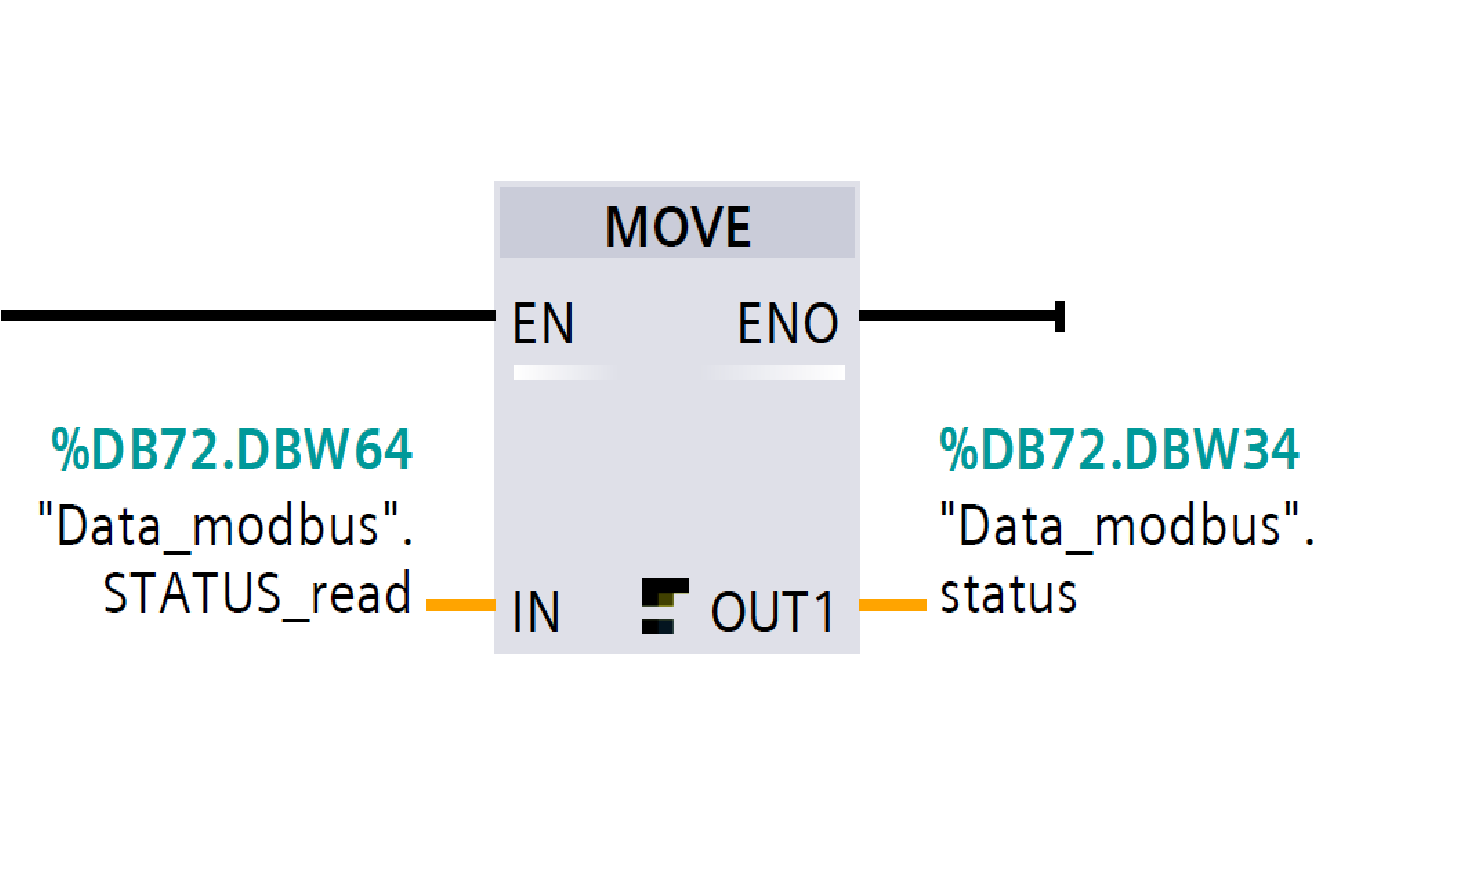 MOVE
EN ENO
%DB72.DBW64
"Data_modbus".
STATUS_read
IN OUT1
%DB72.DBW34
"Data_modbus".
status